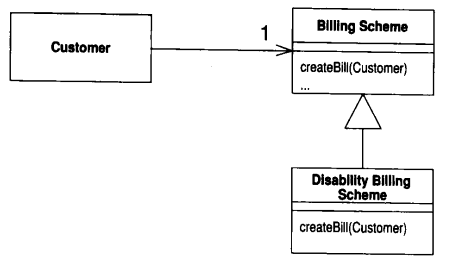 Customer
1
Billing Scheme
createBill(Customer)
...
Disability Billing
Scheme
createBill(Customer)